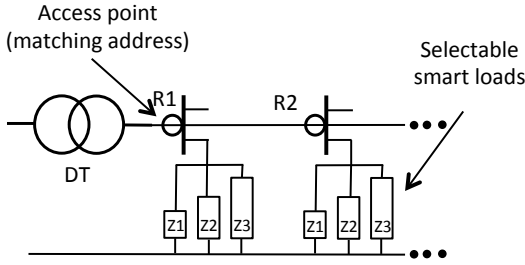 Access point
(matching address)
Selectable
smart loads
R1
R2
DT
Z1
Z2
Z3
Z1
Z2
Z3